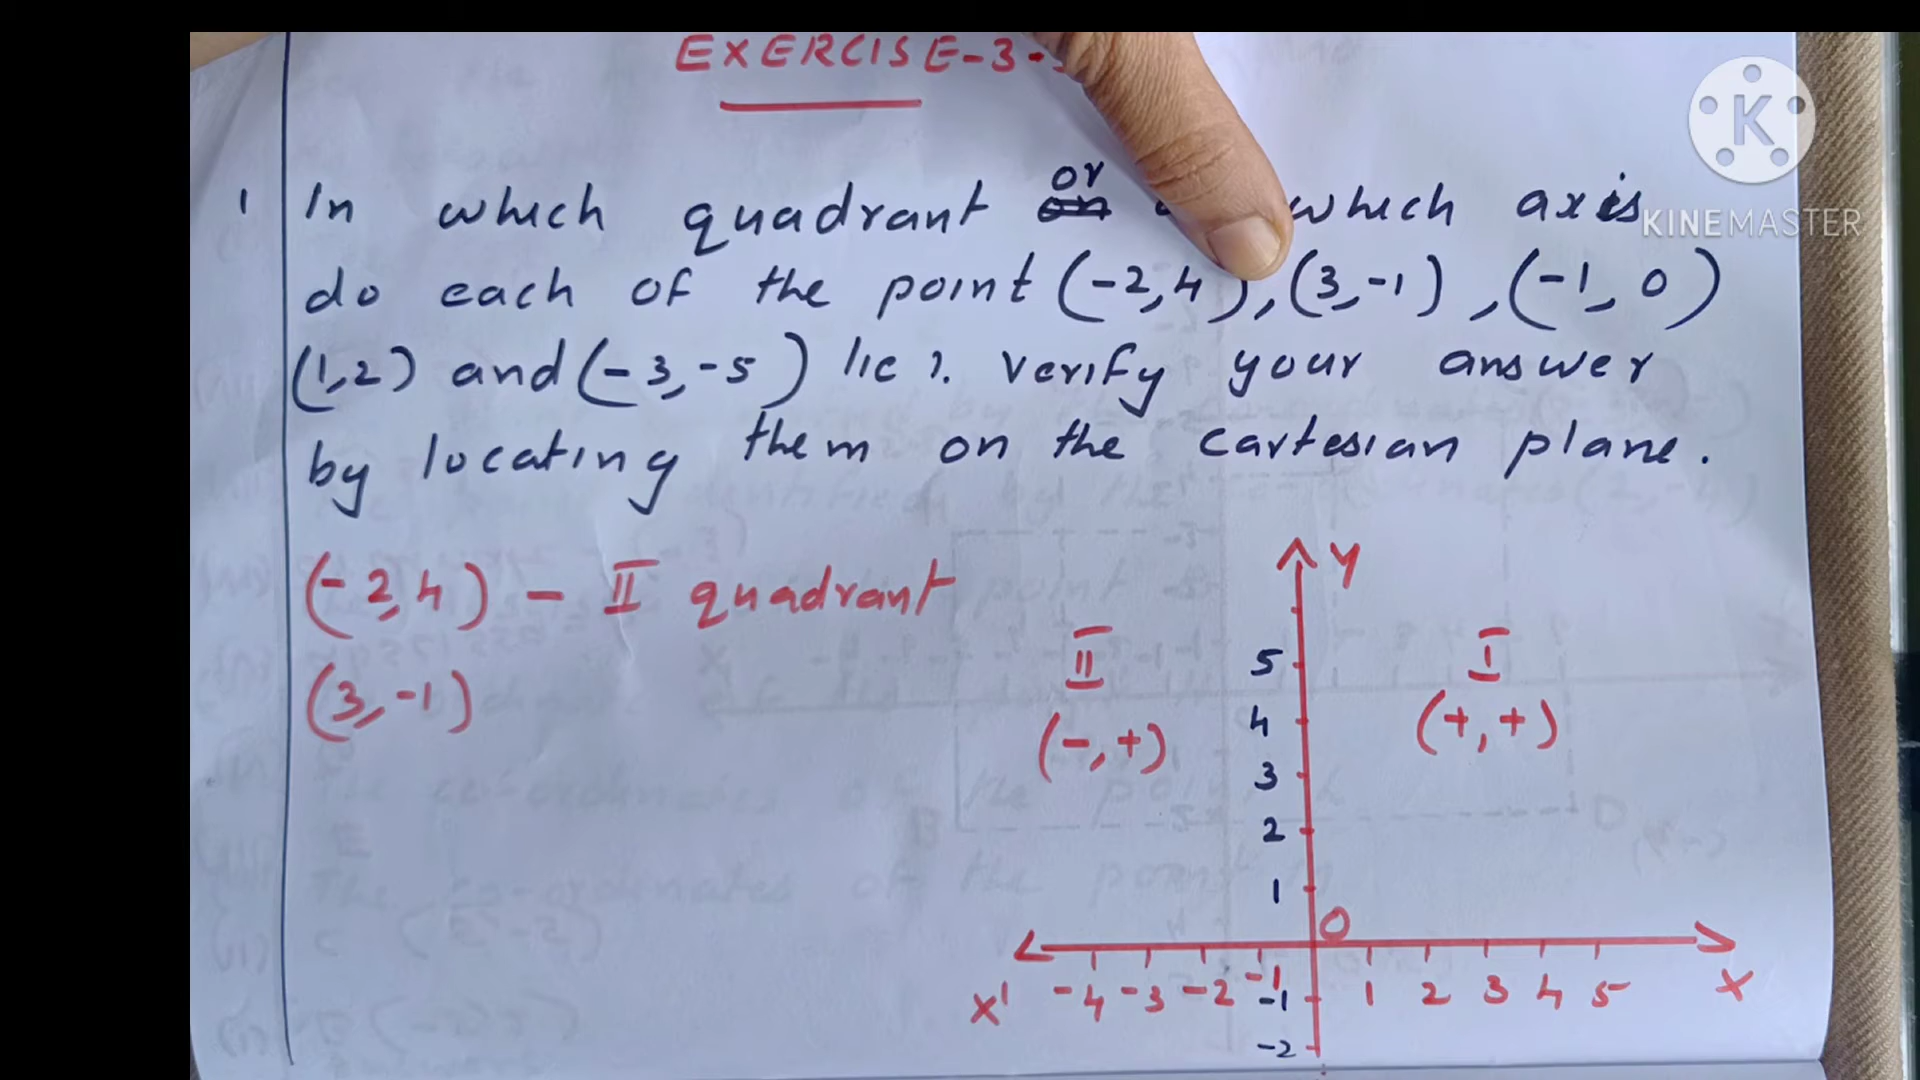 EXERCISE-3-
1 In which quadrant or which axis
do each of the point (-2,4), (3,-1), (-1, 0)
(1,2) and (-3,-5) lie ?. Verify your answer
by locating them on the cartesian plane.
(-2,4) - II quadrant
(3,-1)
Y
II
I
(-,+)
(+,+)
5
4
3
2
1
O
X' -4 -3 -2 -1 1 2 3 4 5 X
-1
-2
K
KINEMASTER